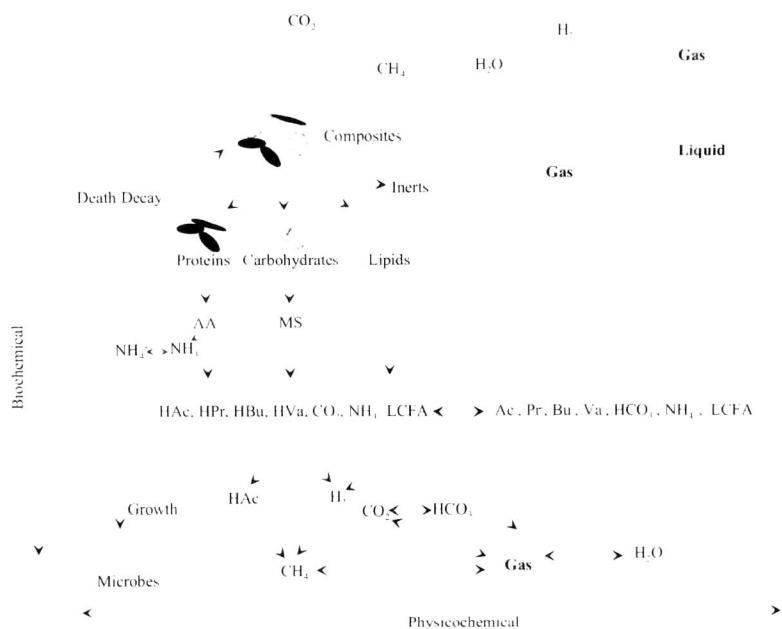 CO₂ H₂
CH₄ H₂O Gas
Composites
Liquid
Gas
Death Decay Inerts
Proteins Carbohydrates Lipids
AA MS
NH₄⁺ NH₃
Biochemical
HAc, HPr, HBu, HVa, CO₂, NH₃ LCFA Ac⁻, Pr⁻, Bu⁻, Va⁻, HCO₃⁻, NH₄⁺, LCFA⁻
HAc H₂
Growth CO₂ HCO₃⁻
CH₄ Gas H₂O
Microbes
Physicochemical